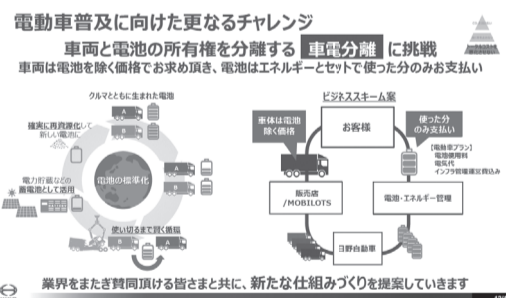 電動車普及に向けた更なるチャレンジ
車両と電池の所有権を分離する 車電分離 に挑戦
車両は電池を除く価格でお求め頂き、電池はエネルギーとセットで使った分のみお支払い
クルマとともに生まれた電池
確実に再資源化して
新しい電池に
電池の標準化
電力貯蔵などの
蓄電池として活用
使い切るまで賢く循環
A
B
A
B
A
B
ビジネススキーム案
車体は電池
除く価格
お客様
使った分
のみ支払い
【電動車プラン】
電池使用料
電気代
インフラ管理運営費込み
販売店
/MOBILOTS
電池・エネルギー管理
日野自動車
業界をまたぎ賛同頂ける皆さまと共に、新たな仕組みづくりを提案していきます